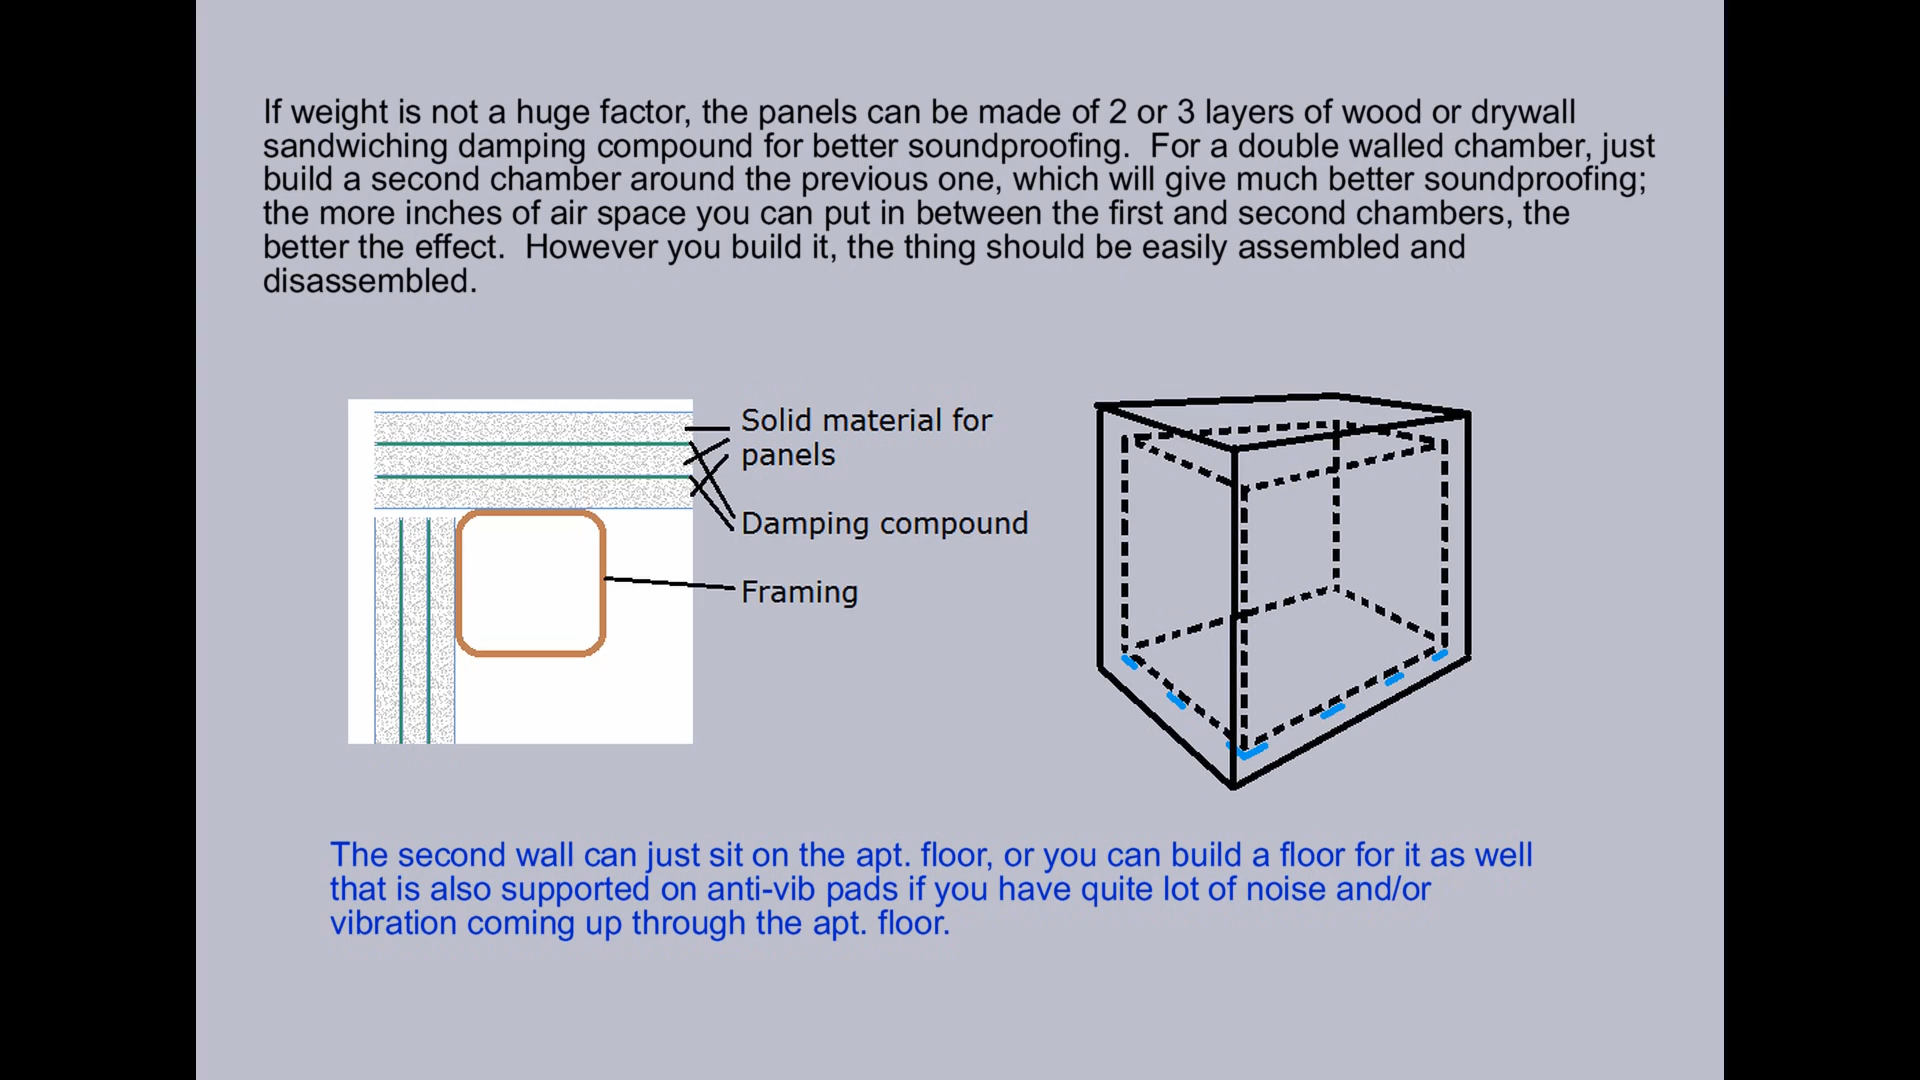 If weight is not a huge factor, the panels can be made of 2 or 3 layers of wood or drywall
sandwiching damping compound for better soundproofing.  For a double walled chamber, just
build a second chamber around the previous one, which will give much better soundproofing;
the more inches of air space you can put in between the first and second chambers, the
better the effect.  However you build it, the thing should be easily assembled and
disassembled.
Solid material for
panels
Damping compound
Framing
The second wall can just sit on the apt. floor, or you can build a floor for it as well
that is also supported on anti-vib pads if you have quite lot of noise and/or
vibration coming up through the apt. floor.